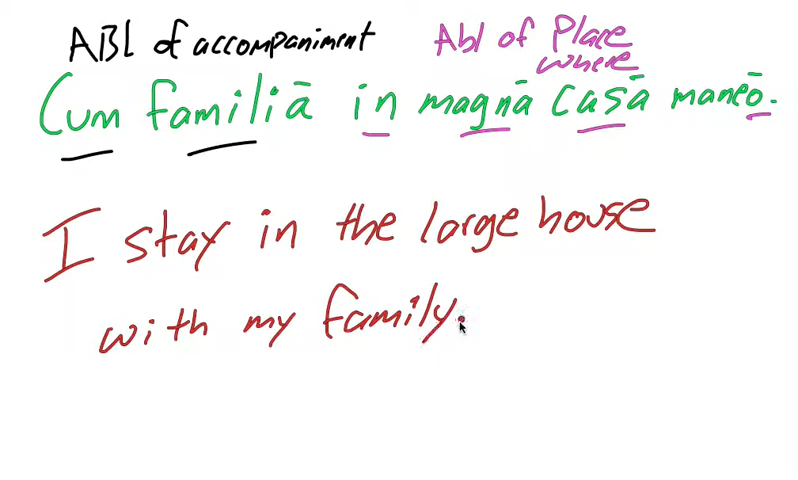 ABL of accompaniment
Abl of Place
where
Cum familiā in magnā casā maneō.
I stay in the large house
with my family.